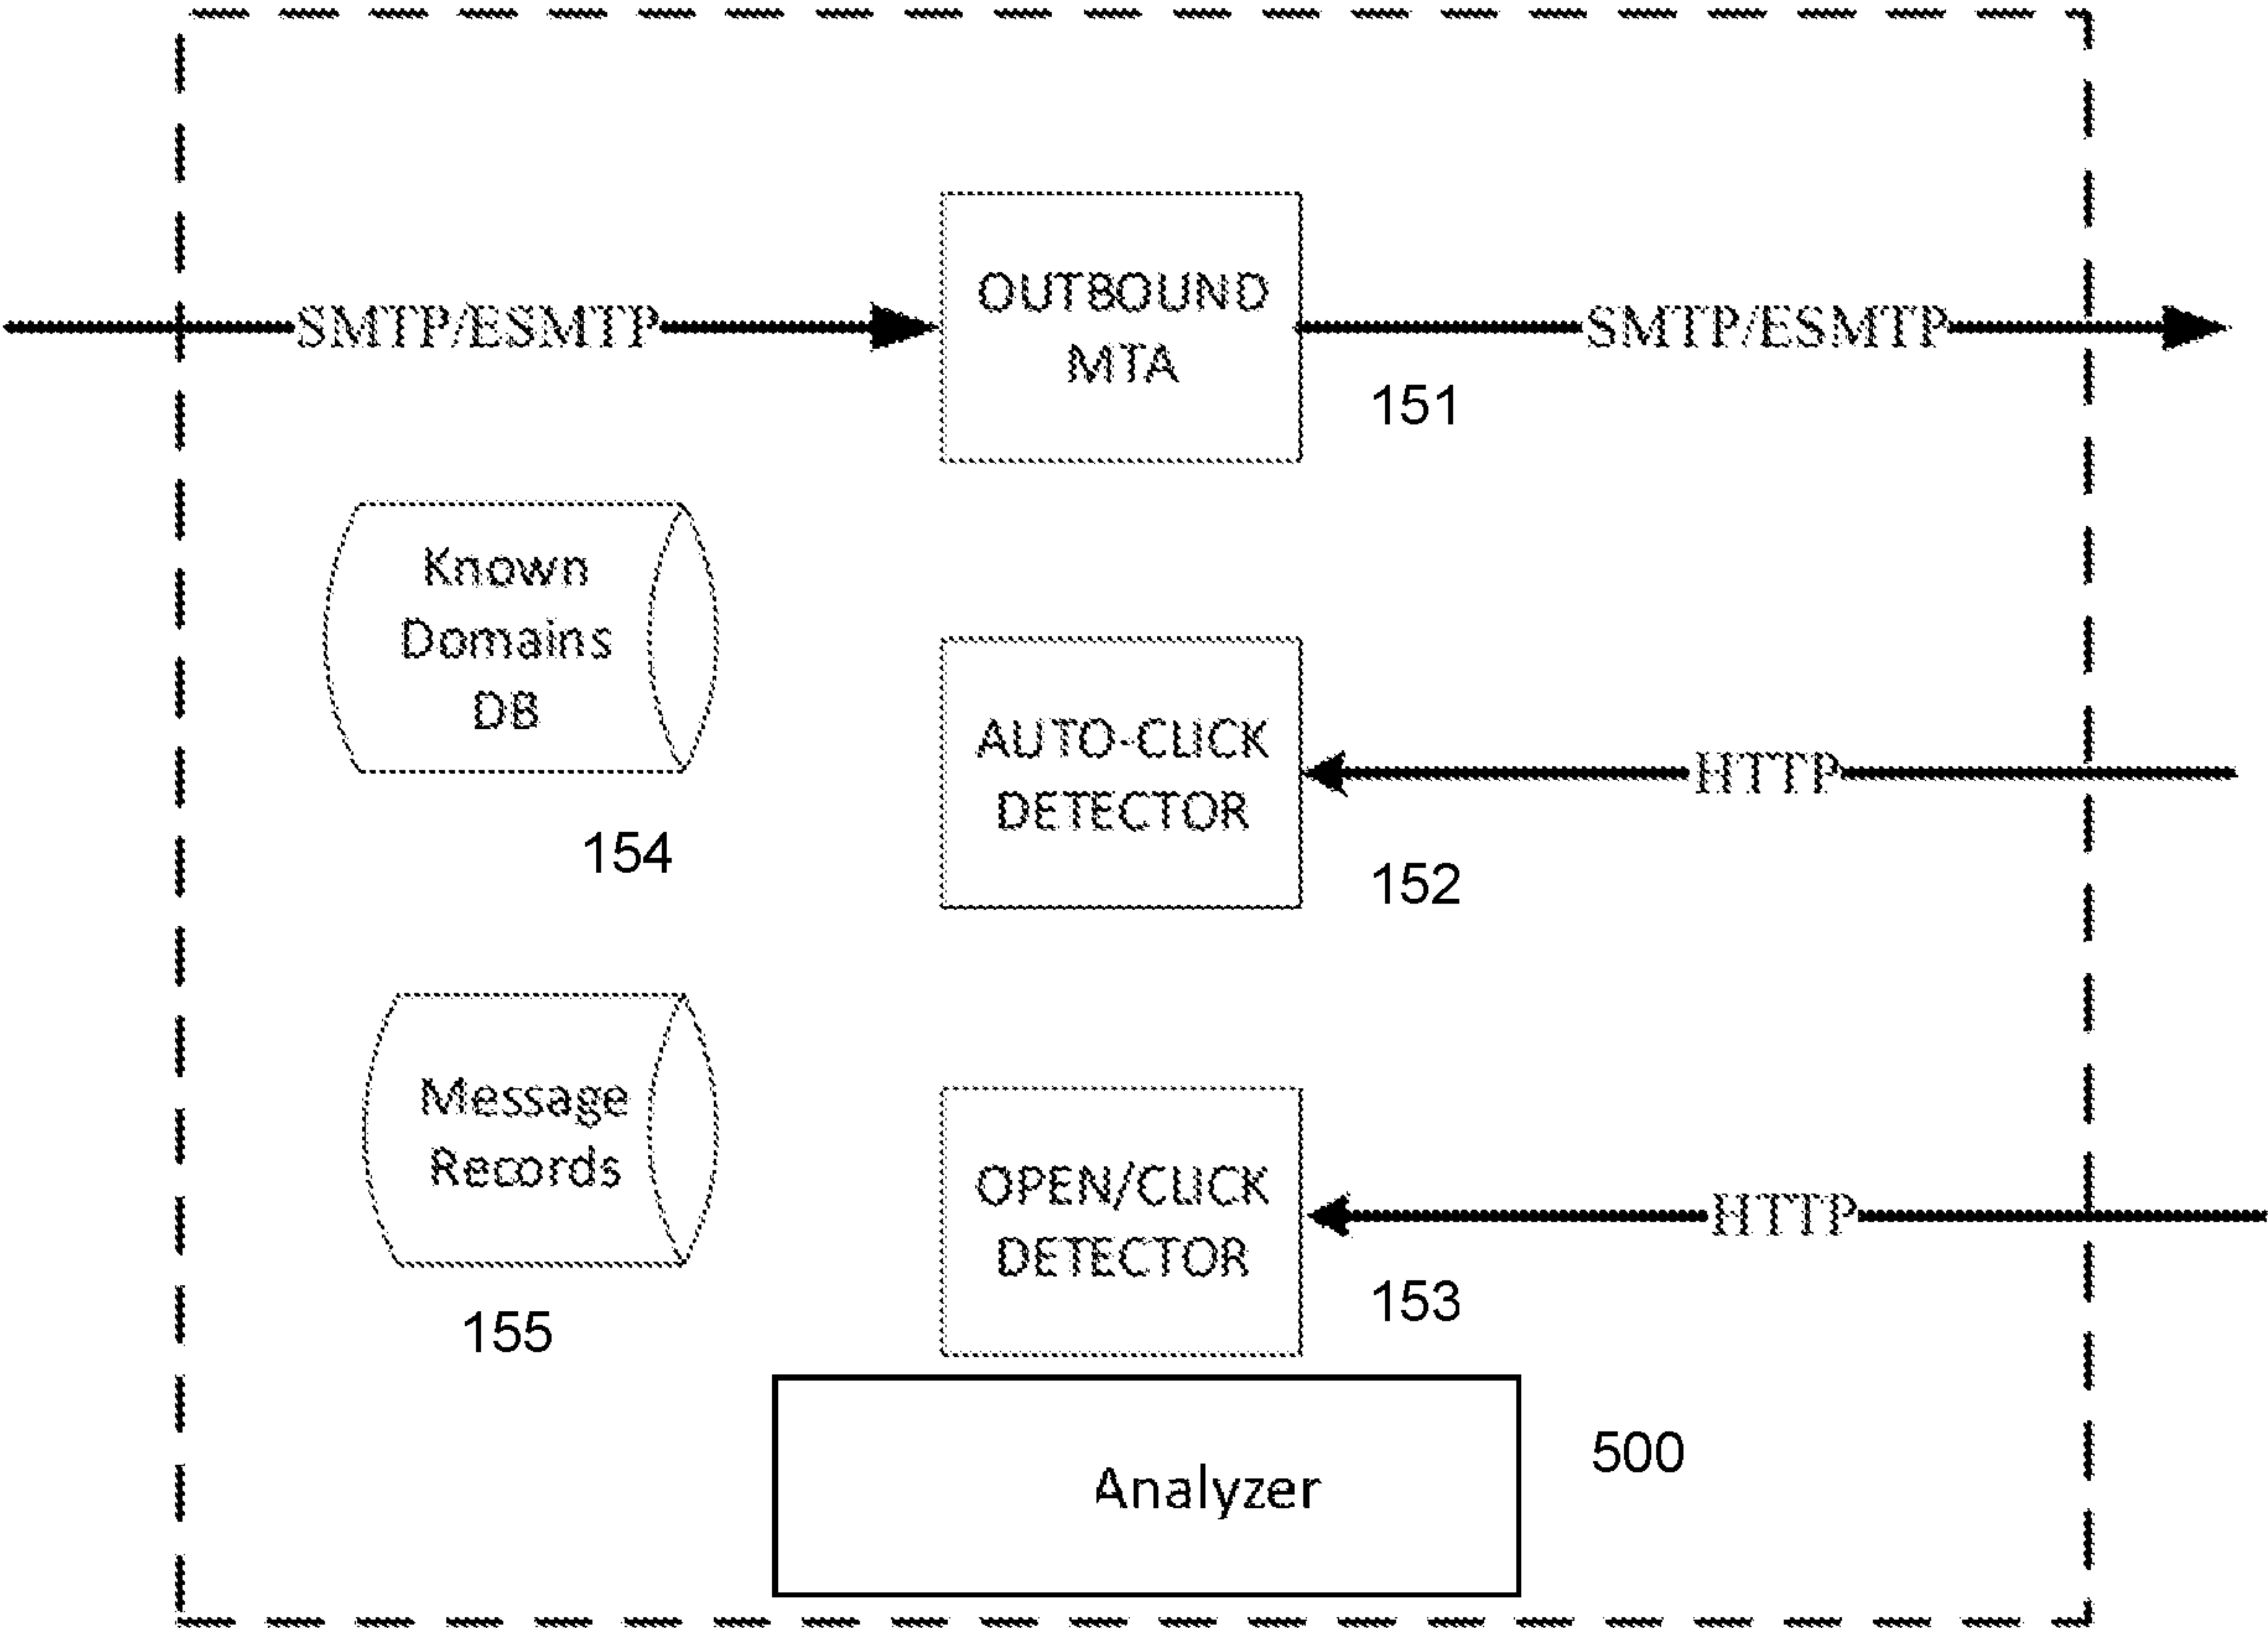 OUTBOUND
MTA
SMTP/ESMTP
SMTP/ESMTP
151
Known
Domains
DB
154
AUTO-CLICK
DETECTOR
HTTP
152
Message
Records
155
OPEN/CLICK
DETECTOR
HTTP
153
Analyzer
500